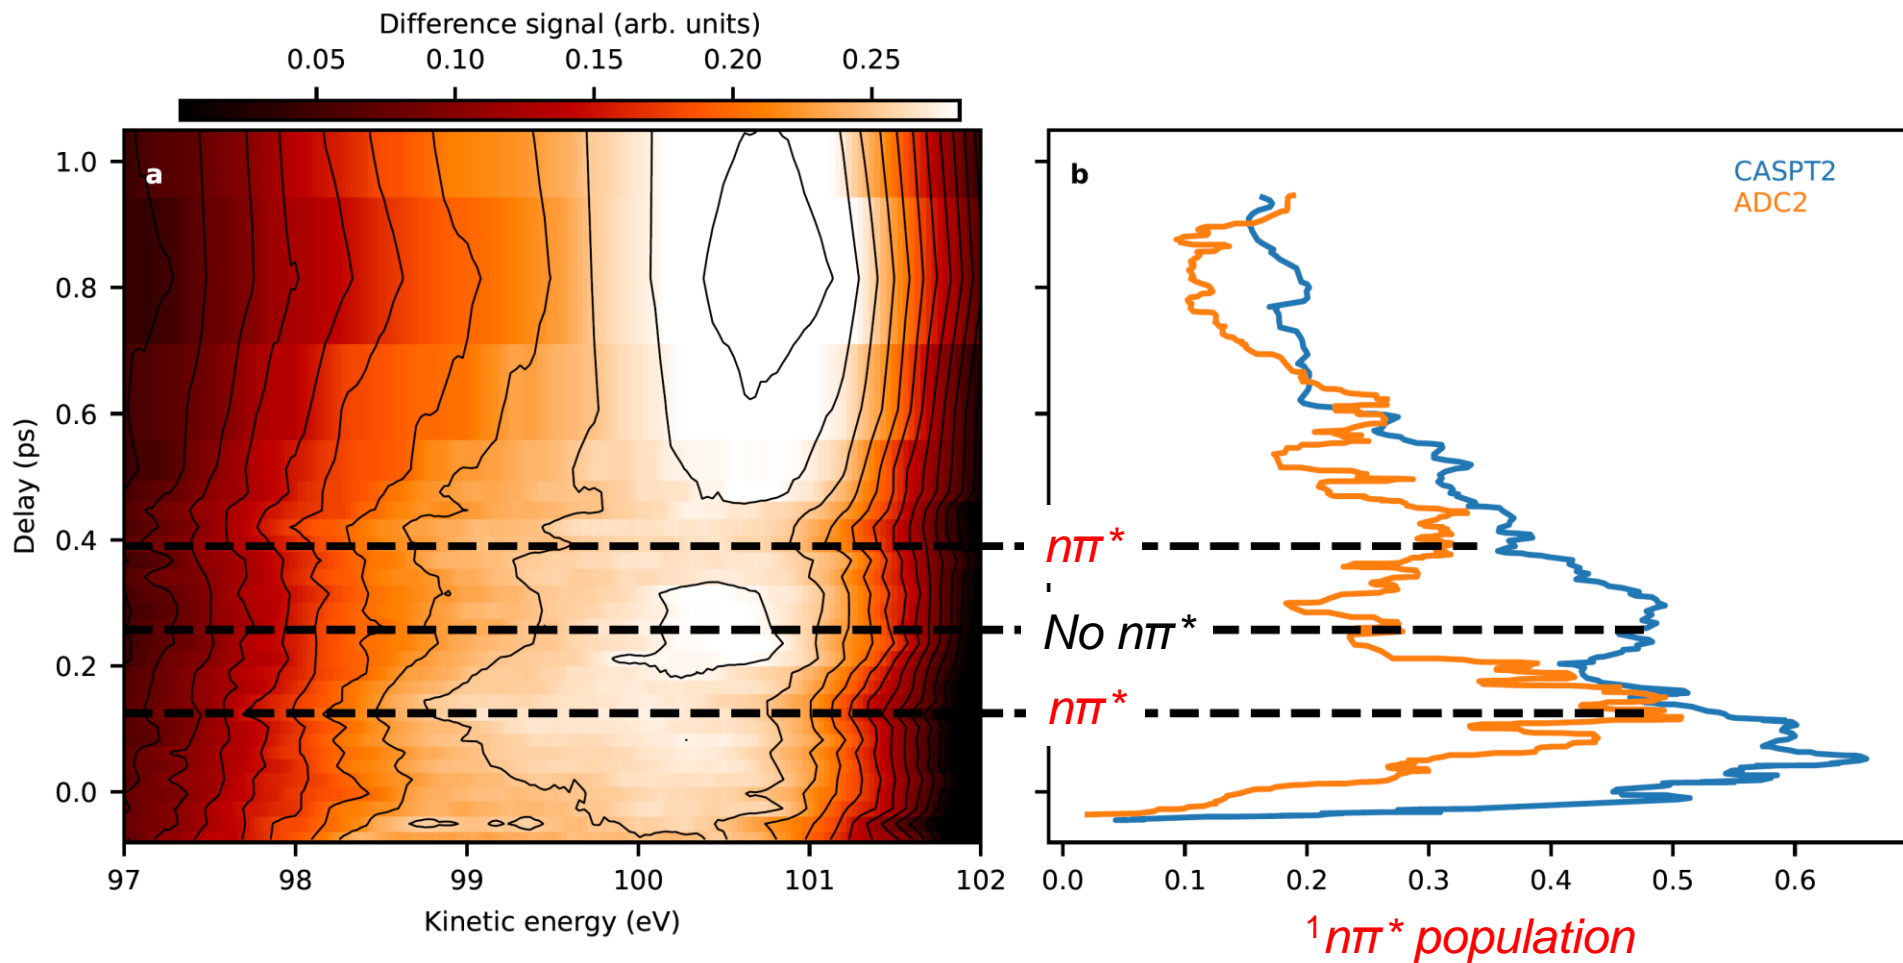 Difference signal (arb. units)
0.05 0.10 0.15 0.20 0.25
a
b
CASPT2
ADC2
1.0
0.8
0.6
0.4
0.2
0.0
Delay (ps)
nπ*
No nπ*
nπ*
97 98 99 100 101 102
Kinetic energy (eV)
0.0 0.1 0.2 0.3 0.4 0.5 0.6
¹nπ* population